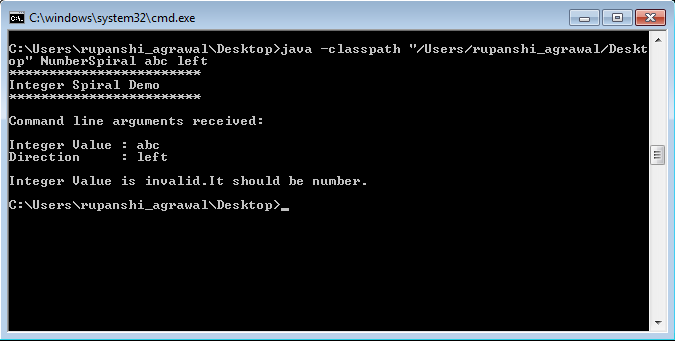 C:\windows\system32\cmd.exe
C:\Users\rupanshi_agrawal\Desktop>java -classpath "/Users/rupanshi_agrawal/Deskt
op" NumberSpiral abc left
************************
Integer Spiral Demo
************************
Command line arguments received:
Integer Value : abc
Direction     : left
Integer Value is invalid.It should be number.
C:\Users\rupanshi_agrawal\Desktop>_